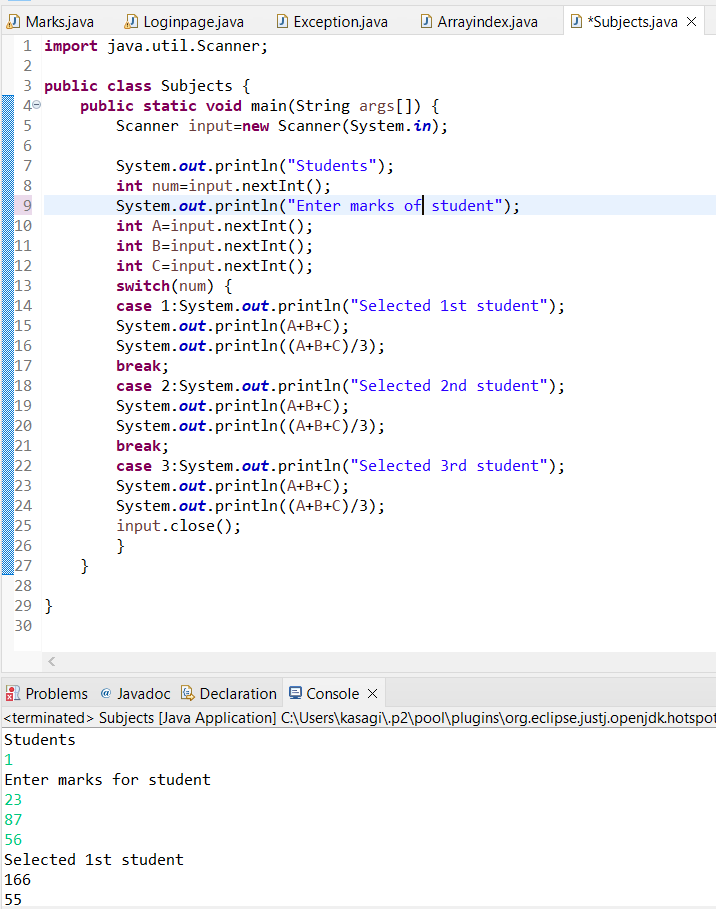 Marks.java Loginpage.java Exception.java Arrayindex.java *Subjects.java
1 import java.util.Scanner;
2
3 public class Subjects {
4 public static void main(String args[]) {
5 Scanner input=new Scanner(System.in);
6
7 System.out.println("Students");
8 int num=input.nextInt();
9 System.out.println("Enter marks of student");
10 int A=input.nextInt();
11 int B=input.nextInt();
12 int C=input.nextInt();
13 switch(num) {
14 case 1:System.out.println("Selected 1st student");
15 System.out.println(A+B+C);
16 System.out.println((A+B+C)/3);
17 break;
18 case 2:System.out.println("Selected 2nd student");
19 System.out.println(A+B+C);
20 System.out.println((A+B+C)/3);
21 break;
22 case 3:System.out.println("Selected 3rd student");
23 System.out.println(A+B+C);
24 System.out.println((A+B+C)/3);
25 input.close();
26 }
27 }
28
29 }
30
Problems @ Javadoc Declaration Console
<terminated> Subjects [Java Application] C:\Users\kasagi\.p2\pool\plugins\org.eclipse.justj.openjdk.hotspot
Students
1
Enter marks for student
23
87
56
Selected 1st student
166
55